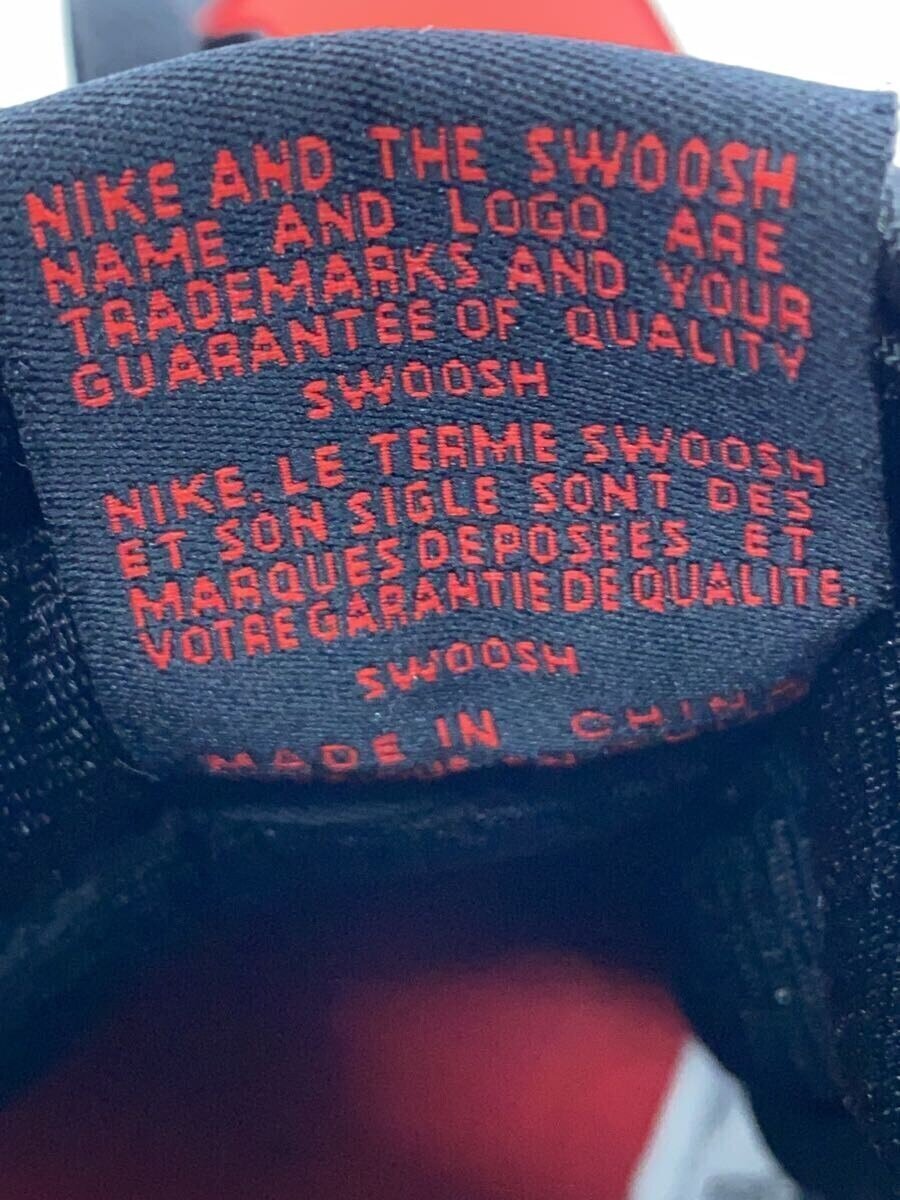 NIKE AND THE SWOOSH
NAME AND LOGO ARE
TRADEMARKS AND YOUR
GUARANTEE OF QUALITY
SWOOSH
NIKE. LE TERME SWOOSH
ET SON SIGLE SONT DES
MARQUES DEPOSEES ET
VOTRE GARANTIE DE QUALITE.
SWOOSH
MADE IN CHINA